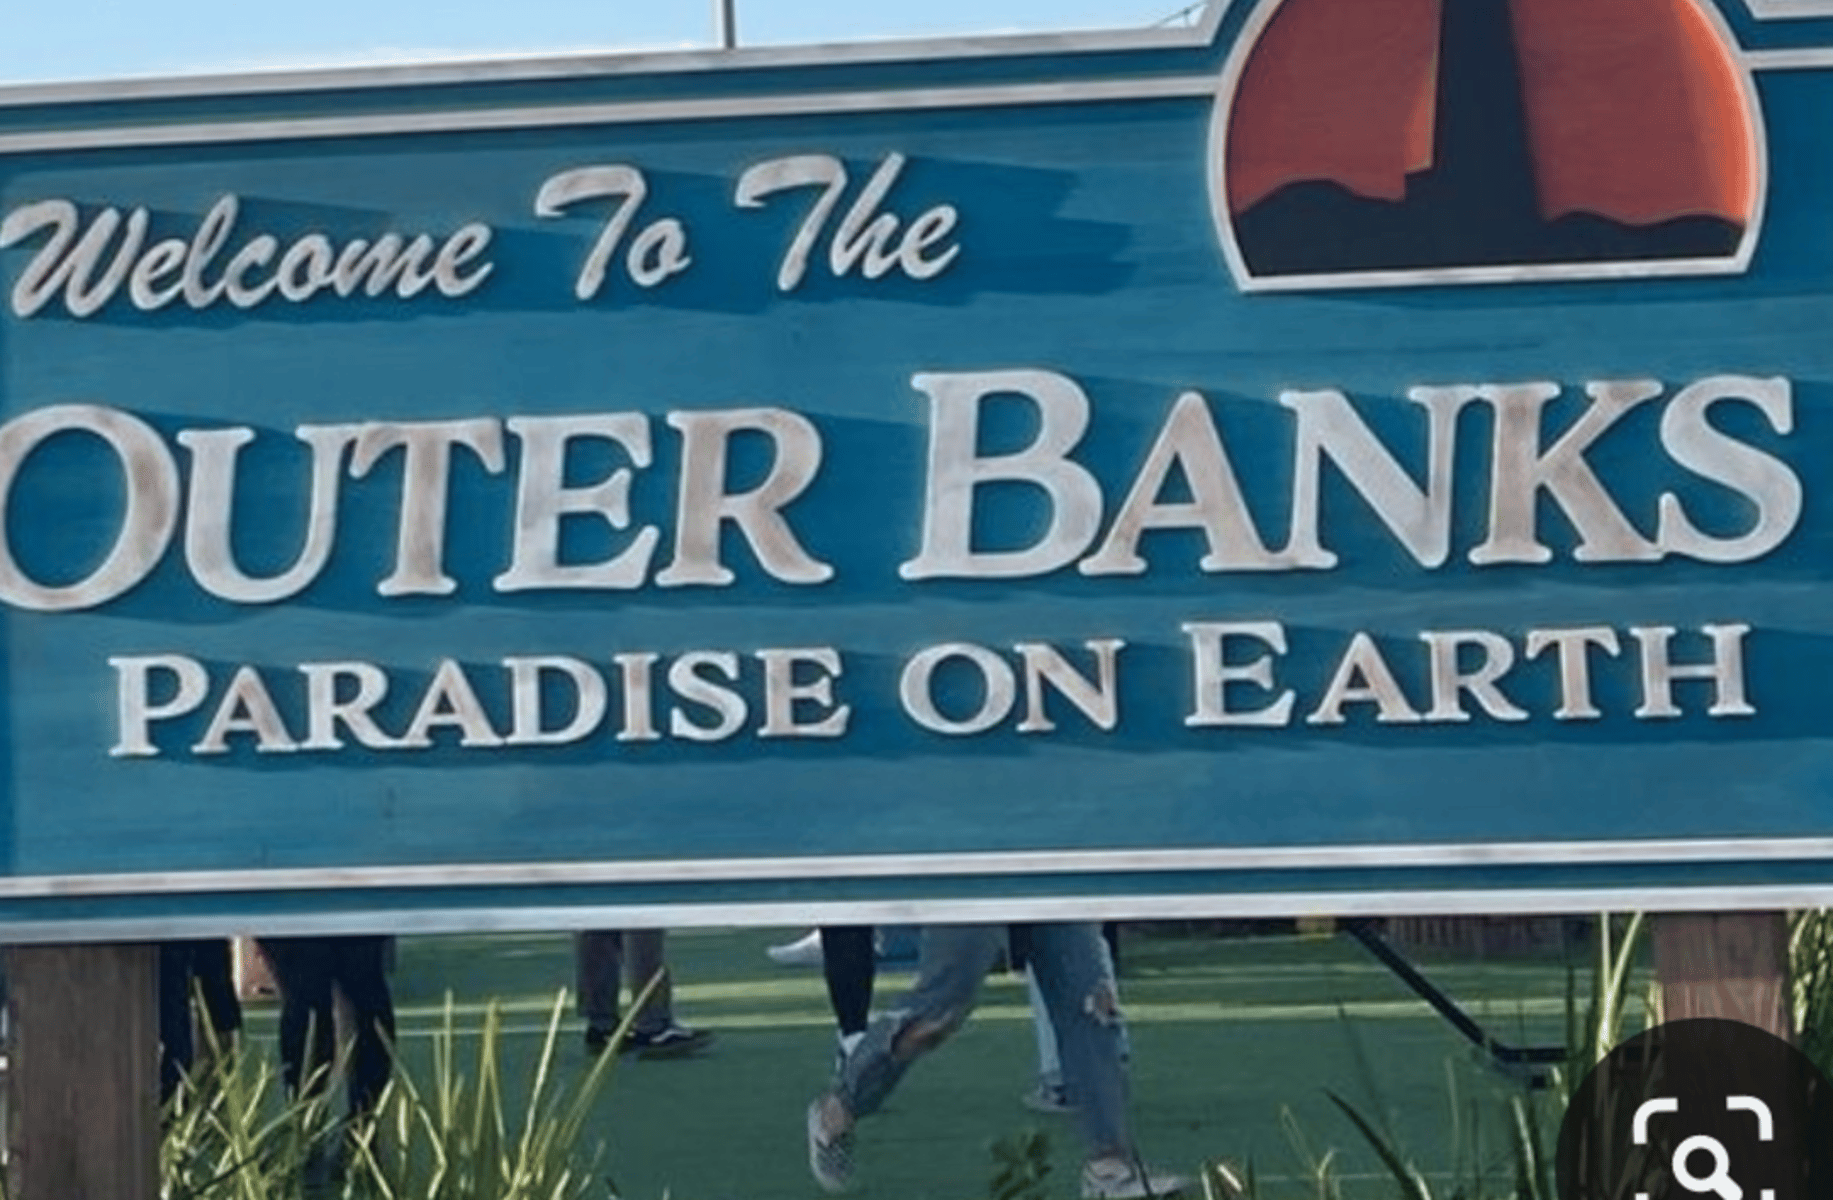 Welcome To The
OUTER BANKS
PARADISE ON EARTH